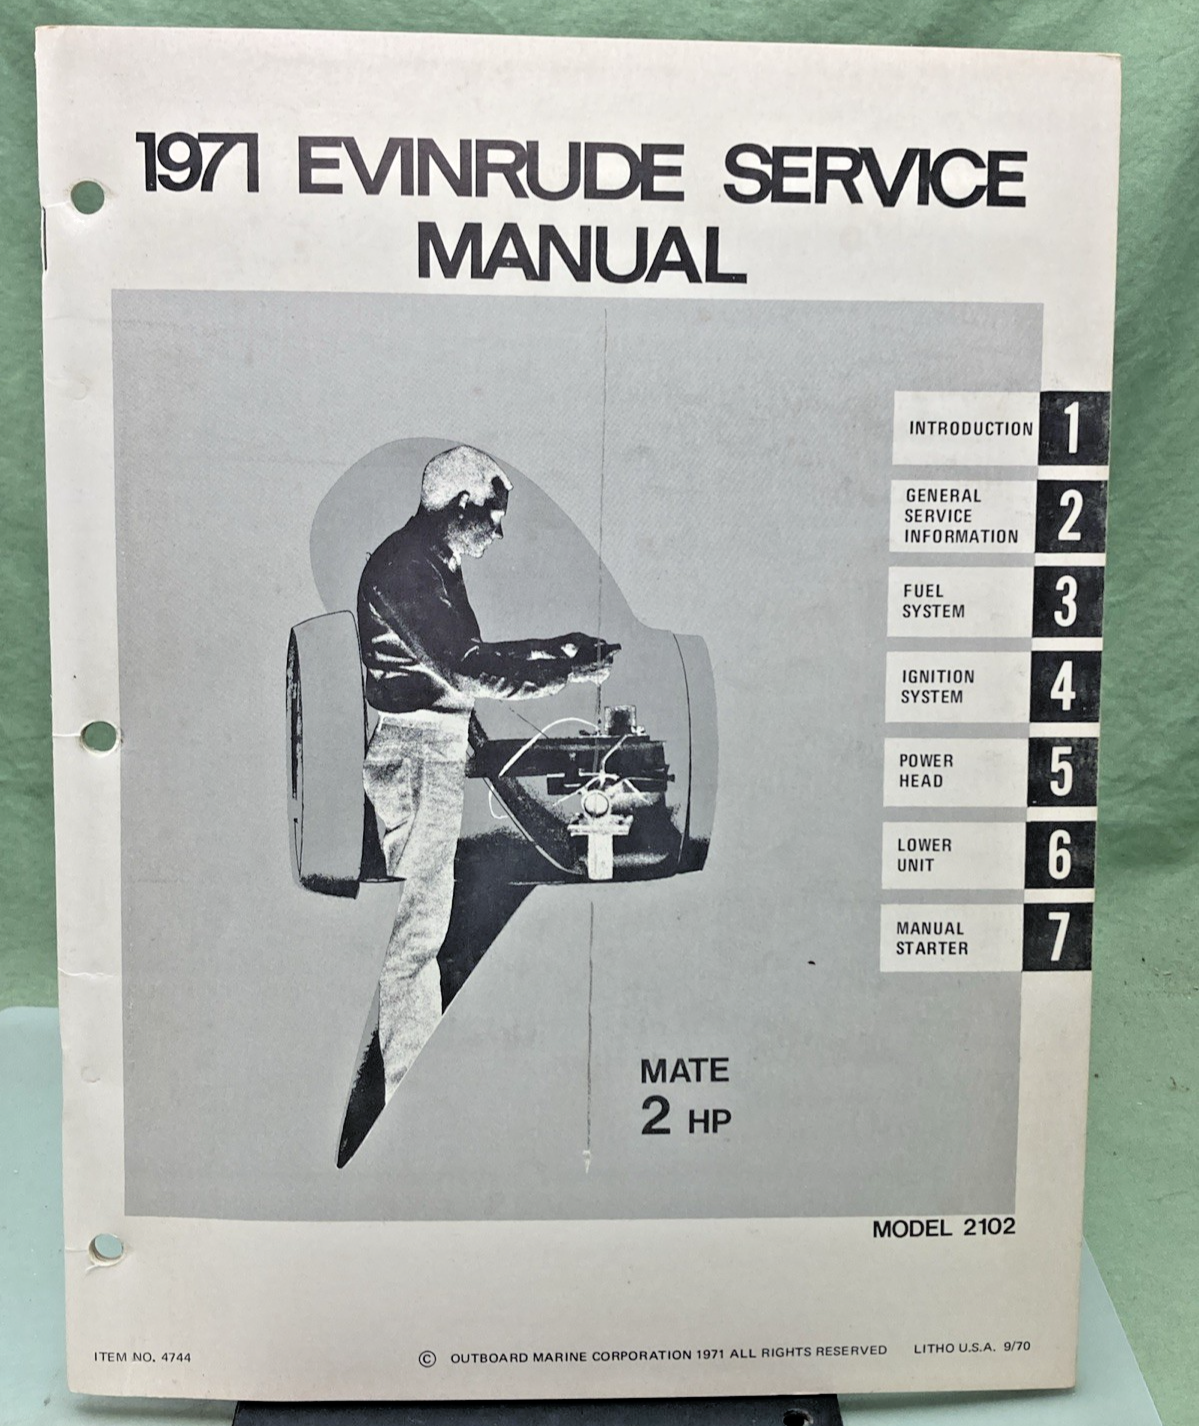 1971 EVINRUDE SERVICE
MANUAL
INTRODUCTION 1
GENERAL
SERVICE
INFORMATION
2
FUEL
SYSTEM
3
IGNITION
SYSTEM
4
POWER
HEAD
5
LOWER
UNIT
6
MANUAL
STARTER
7
MATE
2 HP
MODEL 2102
ITEM NO. 4744
© OUTBOARD MARINE CORPORATION 1971 ALL RIGHTS RESERVED
LITHO U.S.A. 9/70